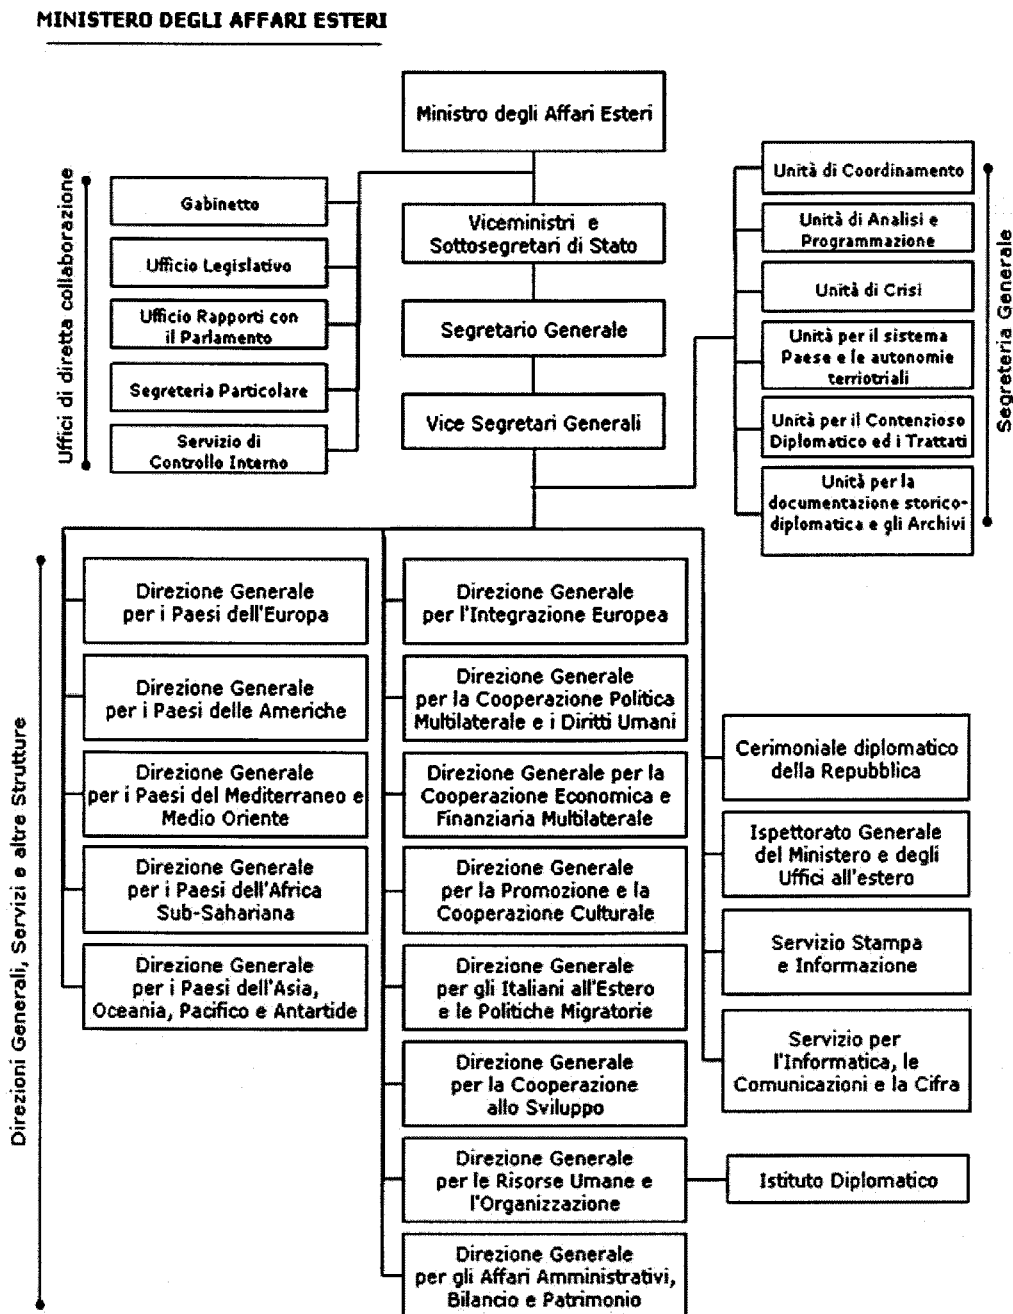 MINISTERO DEGLI AFFARI ESTERI
Ministro degli Affari Esteri
Uffici di diretta collaborazione
Gabinetto
Ufficio Legislativo
Ufficio Rapporti con
il Parlamento
Segreteria Particolare
Servizio di
Controllo Interno
Viceministri e
Sottosegretari di Stato
Segretario Generale
Vice Segretari Generali
Unità di Coordinamento
Unità di Analisi e
Programmazione
Unità di Crisi
Unità per il sistema
Paese e le autonomie
terriotriali
Unità per il Contenzioso
Diplomatico ed i Trattati
Unità per la
documentazione storico-
diplomatica e gli Archivi
Segreteria Generale
Direzioni Generali, Servizi e altre Strutture
Direzione Generale
per i Paesi dell'Europa
Direzione Generale
per i Paesi delle Americhe
Direzione Generale
per i Paesi del Mediterraneo e
Medio Oriente
Direzione Generale
per i Paesi dell'Africa
Sub-Sahariana
Direzione Generale
per i Paesi dell'Asia,
Oceania, Pacifico e Antartide
Direzione Generale
per l'Integrazione Europea
Direzione Generale
per la Cooperazione Politica
Multilaterale e i Diritti Umani
Direzione Generale per la
Cooperazione Economica e
Finanziaria Multilaterale
Direzione Generale
per la Promozione e la
Cooperazione Culturale
Direzione Generale
per gli Italiani all'Estero
e le Politiche Migratorie
Direzione Generale
per la Cooperazione
allo Sviluppo
Direzione Generale
per le Risorse Umane e
l'Organizzazione
Direzione Generale
per gli Affari Amministrativi,
Bilancio e Patrimonio
Cerimoniale diplomatico
della Repubblica
Ispettorato Generale
del Ministero e degli
Uffici all'estero
Servizio Stampa
e Informazione
Servizio per
l'Informatica, le
Comunicazioni e la Cifra
Istituto Diplomatico